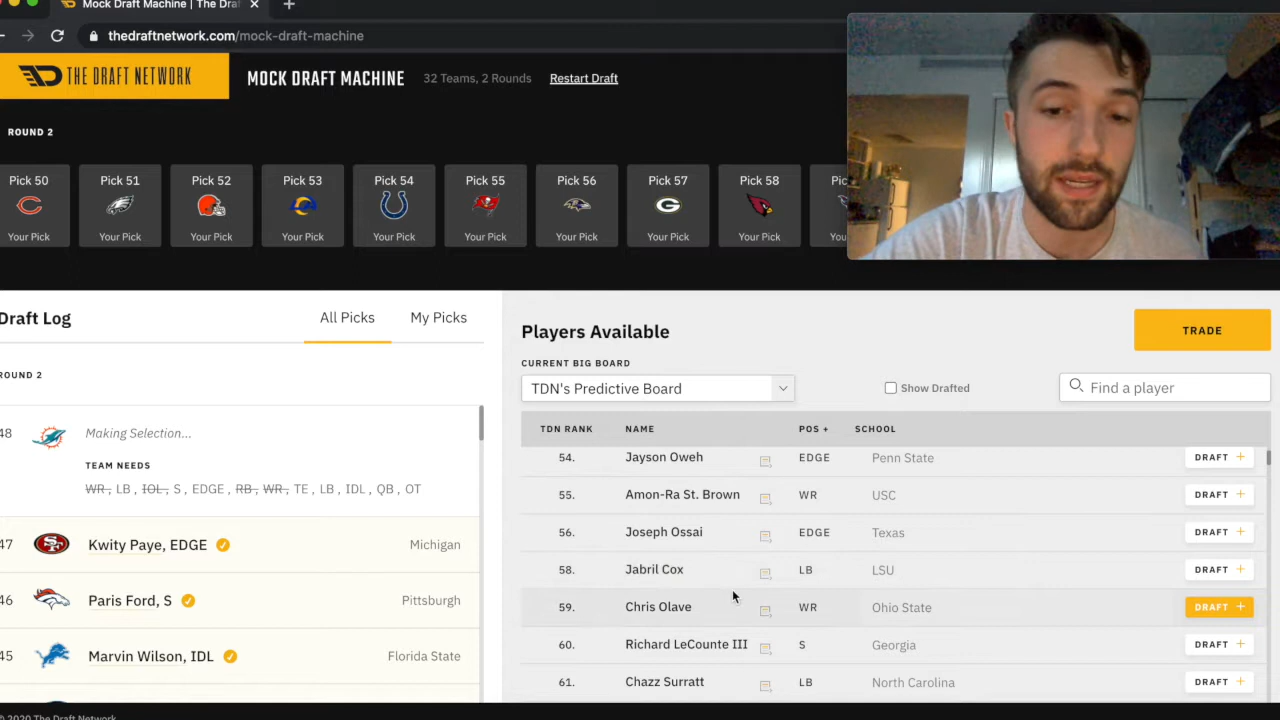 Mock Draft Machine | The Dra
thedraftnetwork.com/mock-draft-machine
THE DRAFT NETWORK
MOCK DRAFT MACHINE
32 Teams, 2 Rounds
Restart Draft
ROUND 2
Pick 50 Pick 51 Pick 52 Pick 53 Pick 54 Pick 55 Pick 56 Pick 57 Pick 58 Pic
Your Pick Your Pick Your Pick Your Pick Your Pick Your Pick Your Pick Your Pick Your Pick
Draft Log
All Picks
My Picks
ROUND 2
48 Making Selection...
TEAM NEEDS
WR, LB, IOL, S, EDGE, RB, WR, TE, LB, IDL, QB, OT
47 Kwity Paye, EDGE Michigan
46 Paris Ford, S Pittsburgh
45 Marvin Wilson, IDL Florida State
Players Available
TRADE
CURRENT BIG BOARD
TDN's Predictive Board
Show Drafted
Find a player
TDN RANK NAME POS + SCHOOL
54. Jayson Oweh EDGE Penn State DRAFT +
55. Amon-Ra St. Brown WR USC DRAFT +
56. Joseph Ossai EDGE Texas DRAFT +
58. Jabril Cox LB LSU DRAFT +
59. Chris Olave WR Ohio State DRAFT +
60. Richard LeCounte III S Georgia DRAFT +
61. Chazz Surratt LB North Carolina DRAFT +
© 2020 The Draft Network